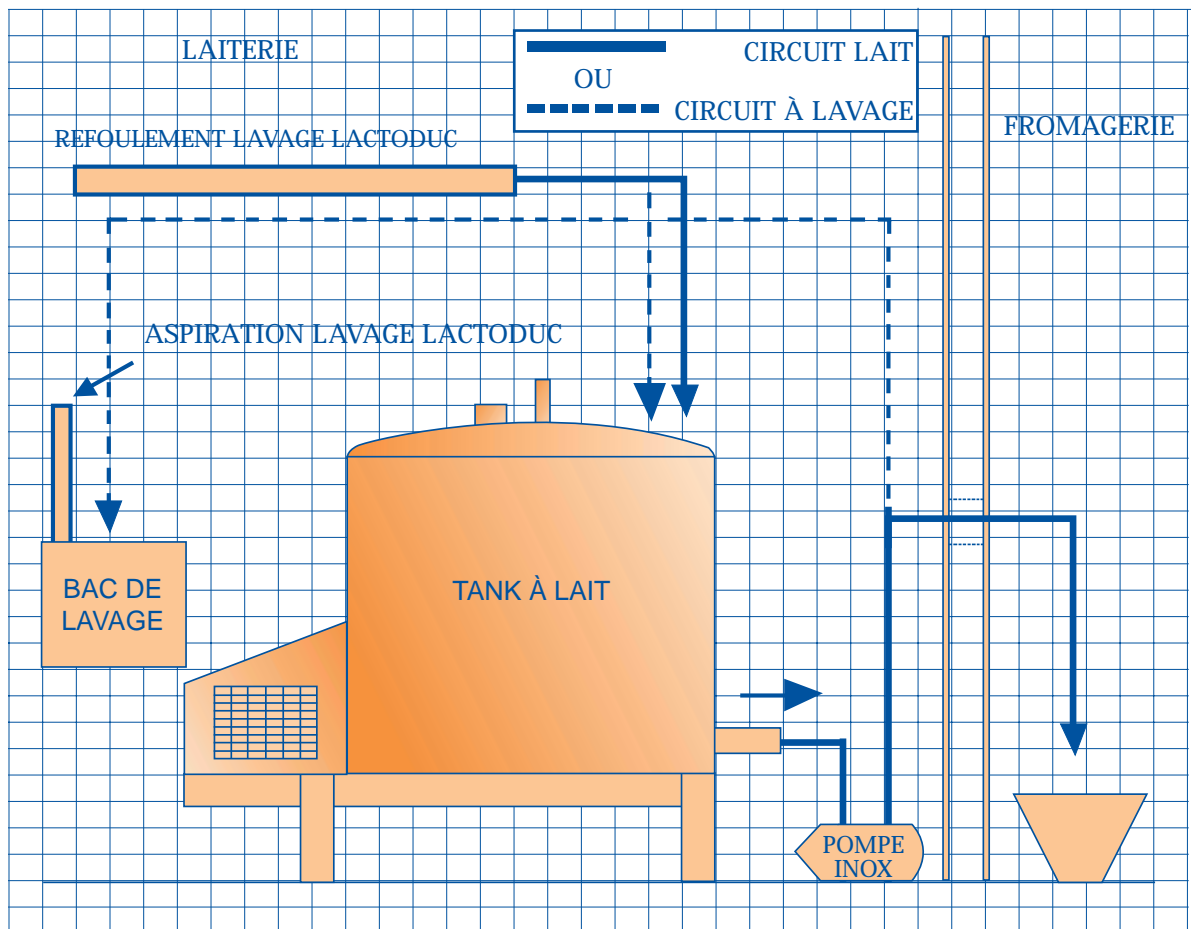 LAITERIE
CIRCUIT LAIT
OU
CIRCUIT À LAVAGE
FROMAGERIE
REFOULEMENT LAVAGE LACTODUC
ASPIRATION LAVAGE LACTODUC
BAC DE
LAVAGE
TANK À LAIT
POMPE
INOX